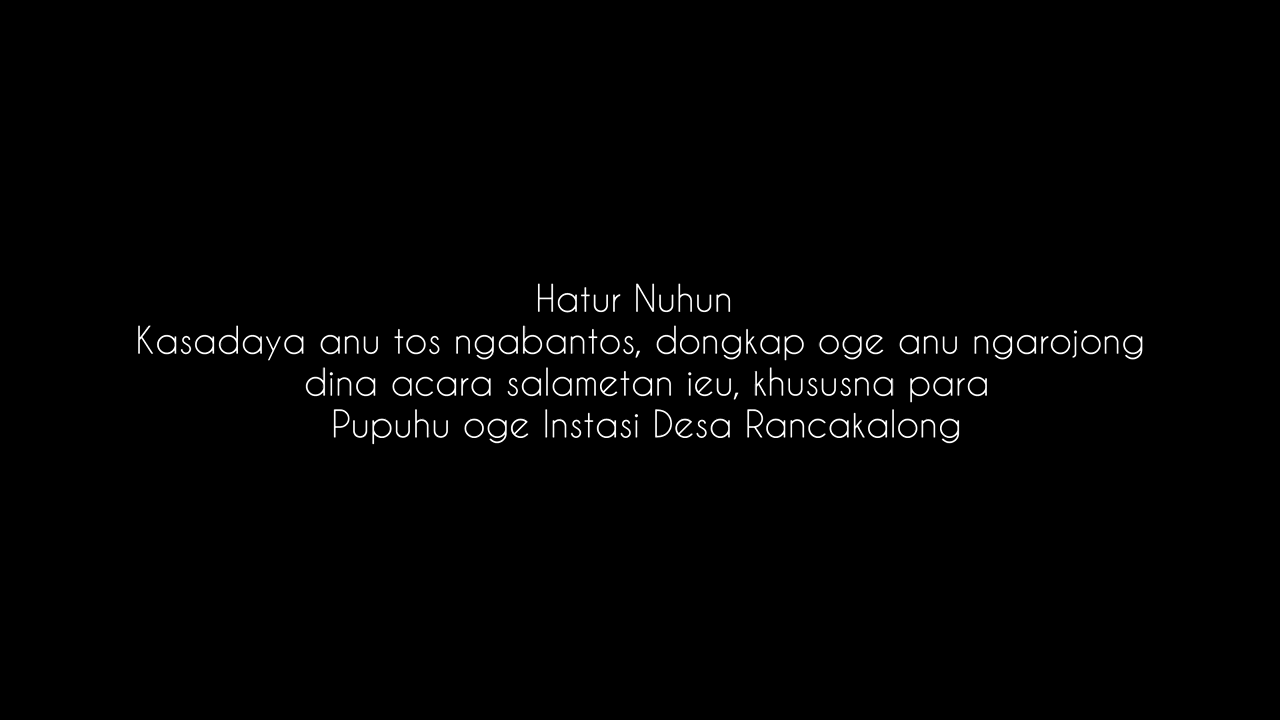 Hatur Nuhun
Kasadaya anu tos ngabantos, dongkap oge anu ngarojong
dina acara salametan ieu, khususna para
Pupuhu oge Instasi Desa Rancakalong